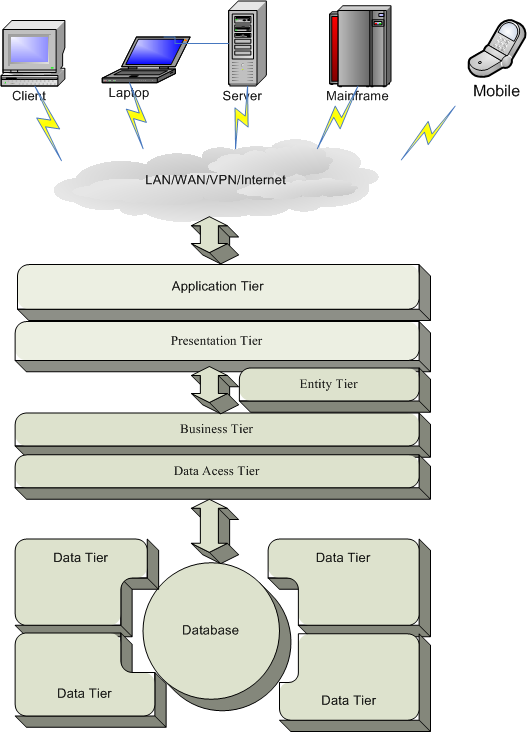 Client
Laptop
Server
Mainframe
Mobile
LAN/WAN/VPN/Internet
Application Tier
Presentation Tier
Entity Tier
Business Tier
Data Acess Tier
Data Tier
Data Tier
Database
Data Tier
Data Tier